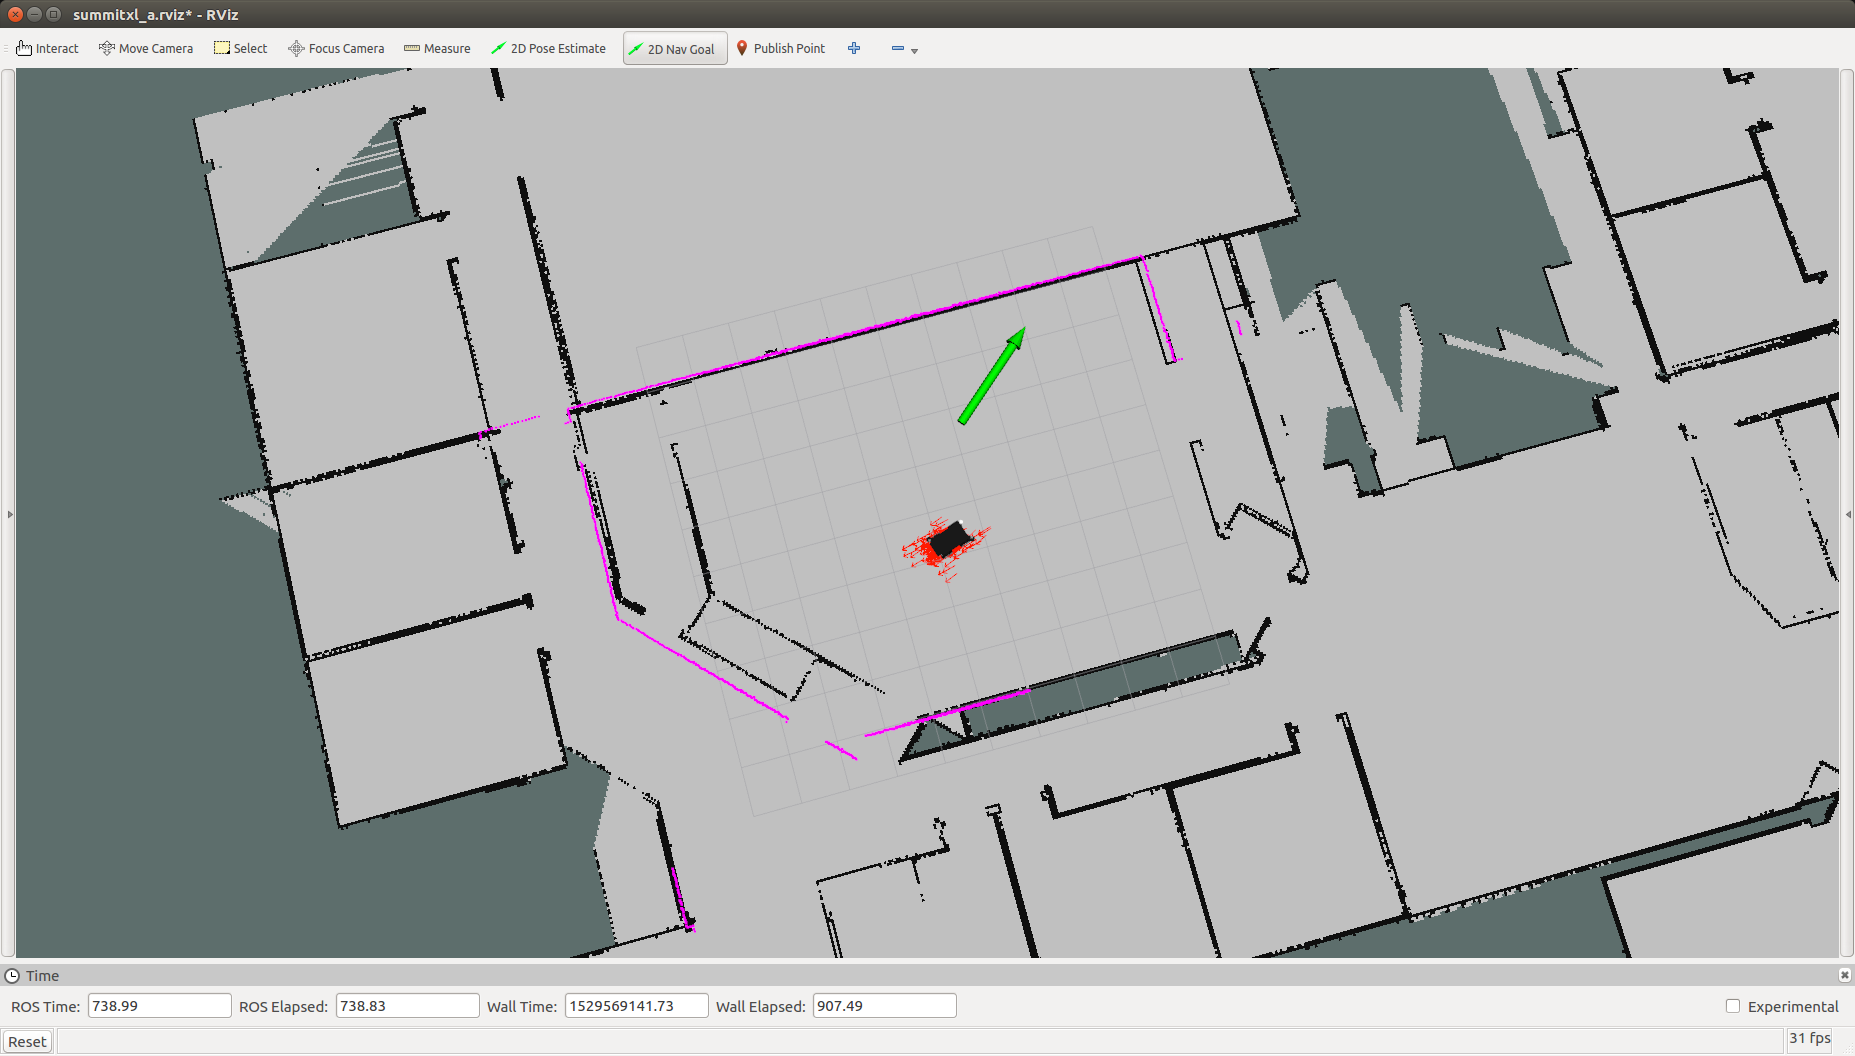 summitxl_a.rviz* - RViz
Interact Move Camera Select Focus Camera Measure 2D Pose Estimate 2D Nav Goal Publish Point
Time
ROS Time: 738.99 ROS Elapsed: 738.83 Wall Time: 1529569141.73 Wall Elapsed: 907.49 Experimental
Reset 31 fps